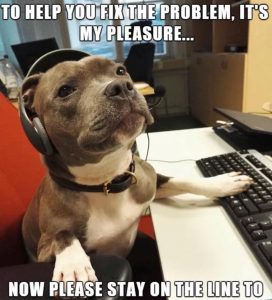 TO HELP YOU FIX THE PROBLEM, IT'S
MY PLEASURE...
NOW PLEASE STAY ON THE LINE TO